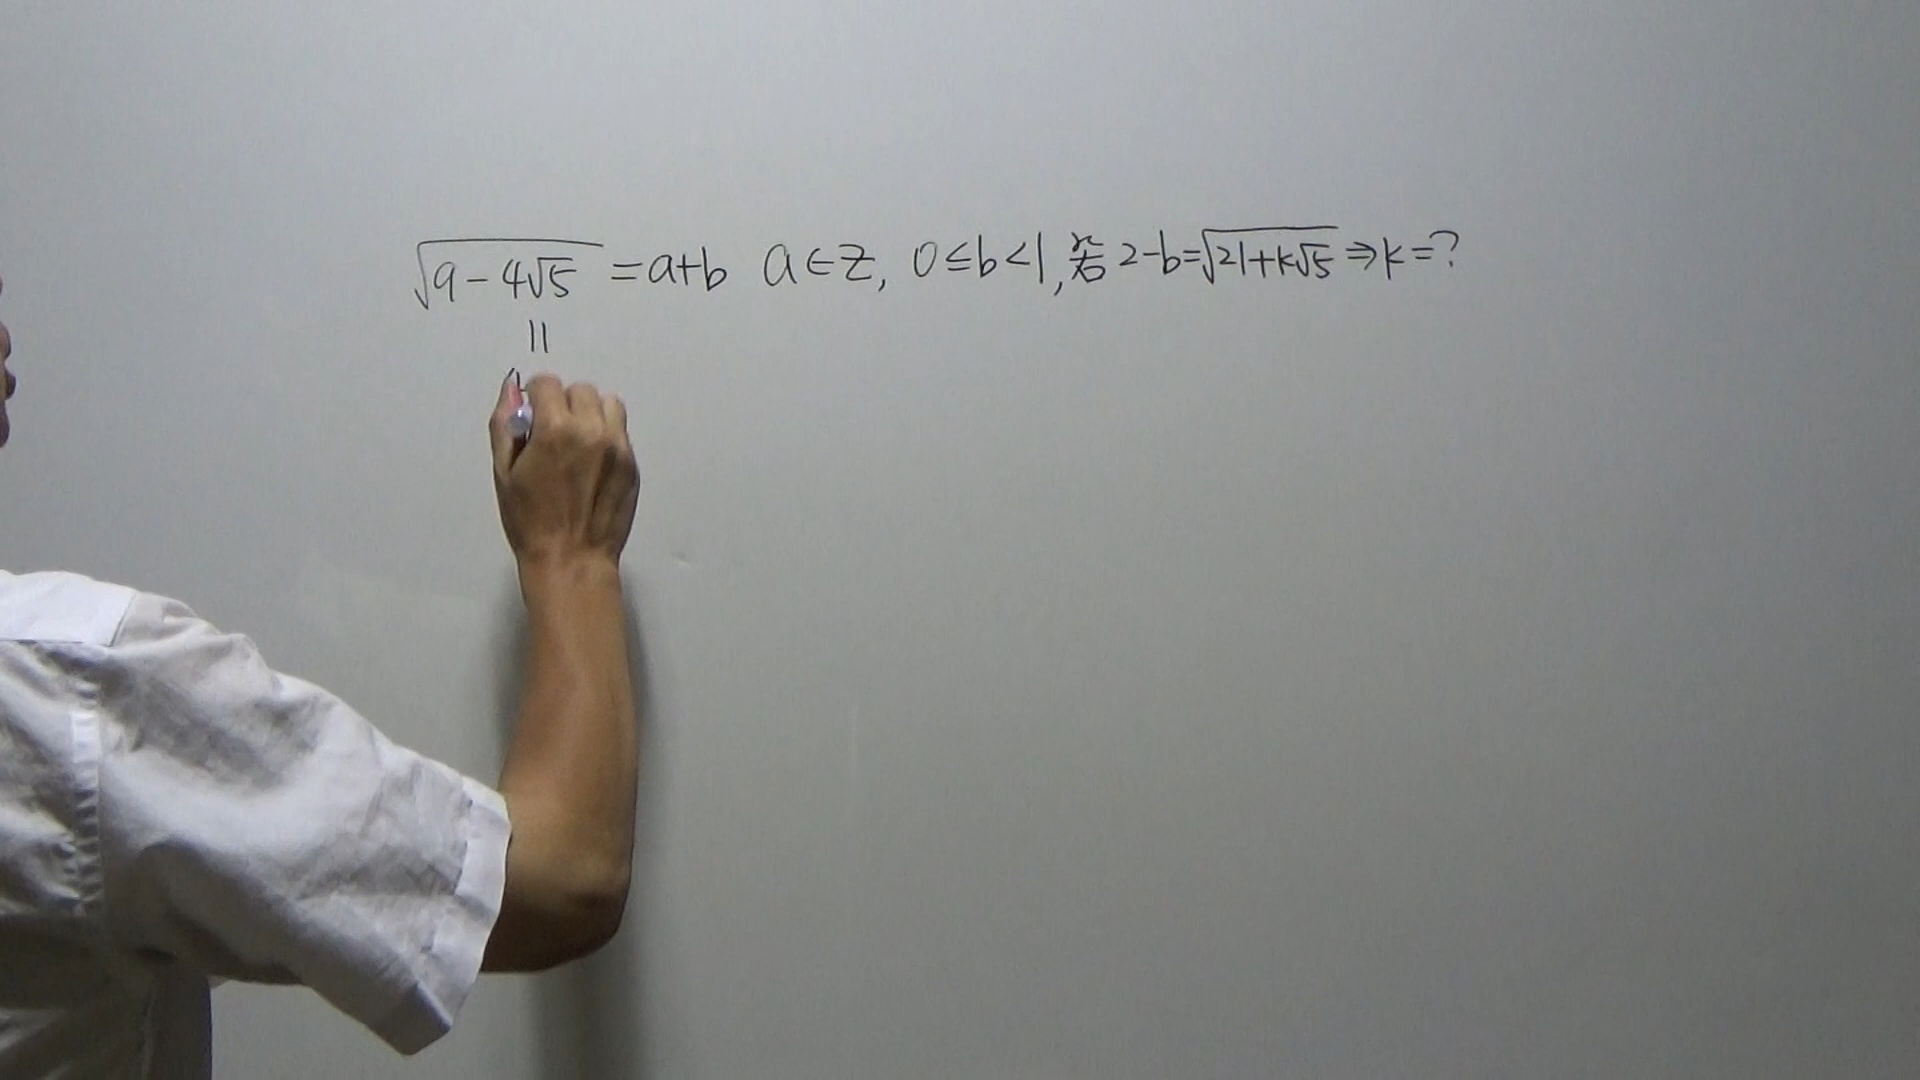 √(9-4√5) = a+b a∈Z, 0≤b<1, 若 2-b=√(21+k√5) ⇒ k=?
||